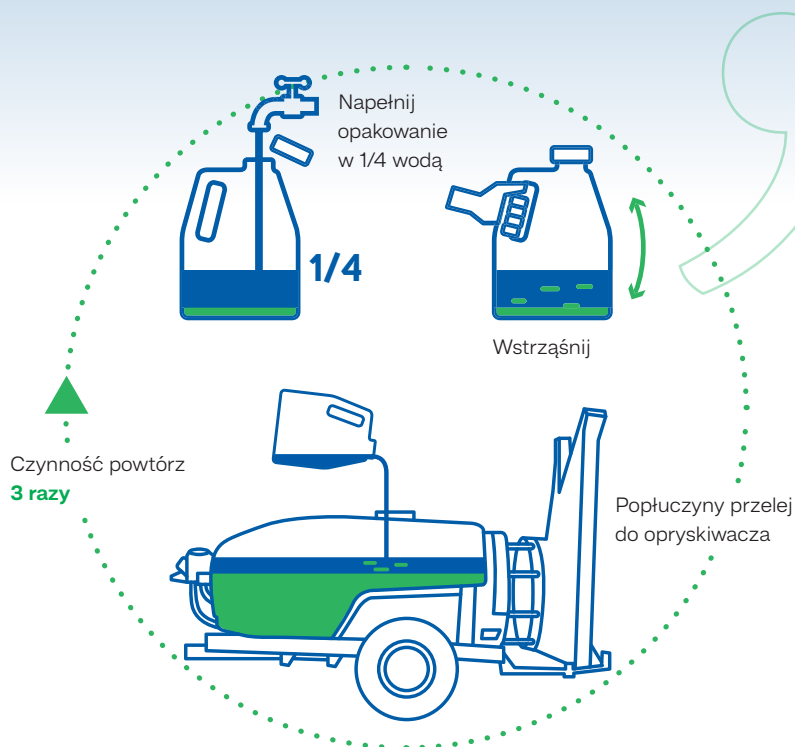 Napełnij
opakowanie
w 1/4 wodą
1/4
Wstrząśnij
Popłuczyny przelej
do opryskiwacza
Czynność powtórz
3 razy